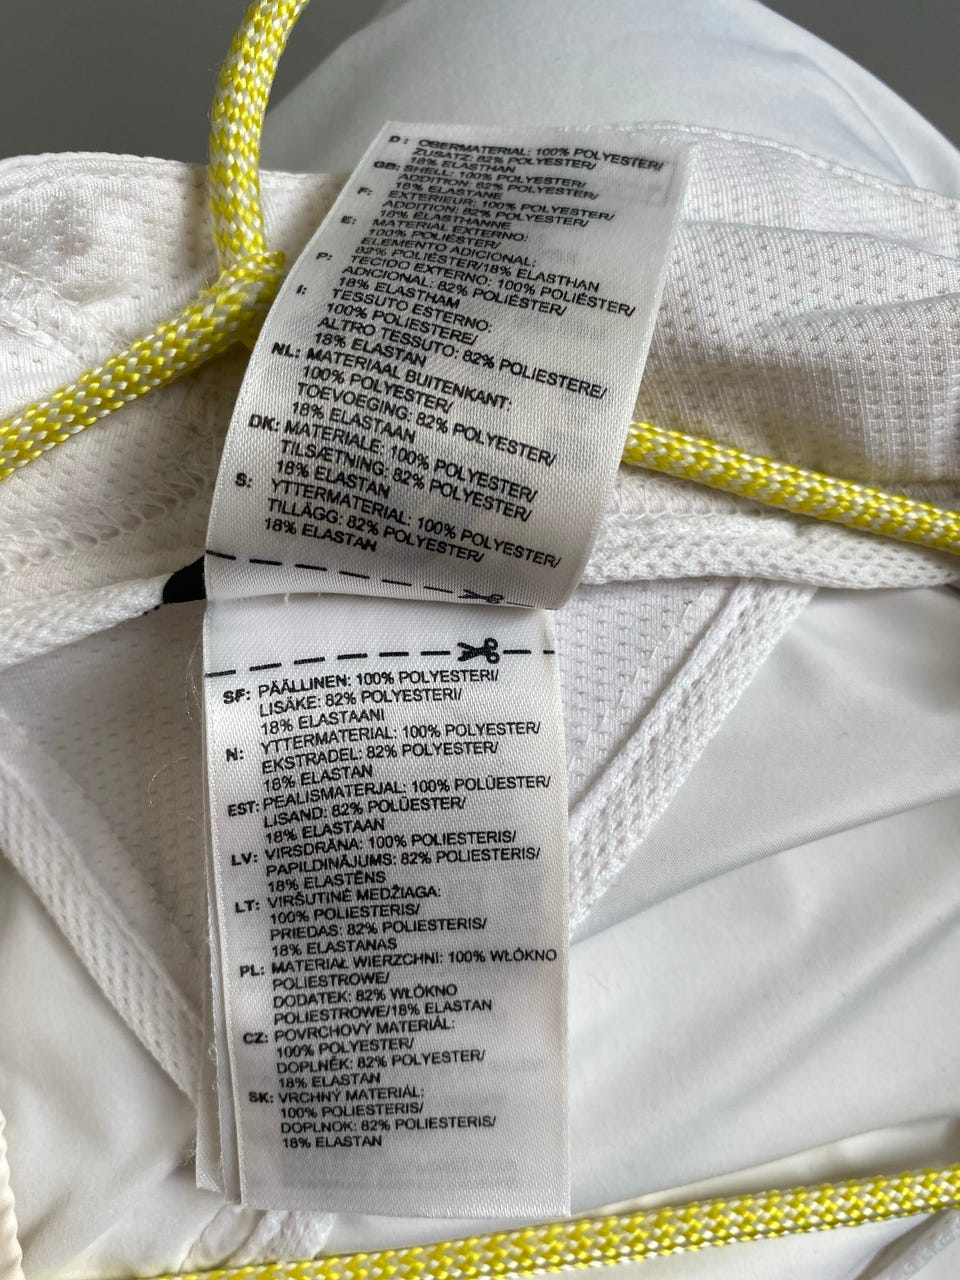 D: OBERMATERIAL: 100% POLYESTER/
ZUSATZ: 82% POLYESTER/
18% ELASTHAN
GB: SHELL: 100% POLYESTER/
ADDITION: 82% POLYESTER/
18% ELASTANE
F: EXTERIEUR: 100% POLYESTER/
ADDITION: 82% POLYESTER/
18% ÉLASTHANNE
E: MATERIAL EXTERNO:
100% POLIÉSTER/
ELEMENTO ADICIONAL:
82% POLIÉSTER/18% ELASTHAN
P: TECIDO EXTERNO: 100% POLIÉSTER/
ADICIONAL: 82% POLIÉSTER/
18% ELASTHAM
I: TESSUTO ESTERNO:
100% POLIESTERE/
ALTRO TESSUTO: 82% POLIESTERE/
18% ELASTAN
NL: MATERIAAL BUITENKANT:
100% POLYESTER/
TOEVOEGING: 82% POLYESTER/
18% ELASTAAN
DK: MATERIALE: 100% POLYESTER/
TILSÆTNING: 82% POLYESTER/
18% ELASTAN
S: YTTERMATERIAL: 100% POLYESTER/
TILLÄGG: 82% POLYESTER/
18% ELASTAN
SF: PÄÄLLINEN: 100% POLYESTERI/
LISÄKE: 82% POLYESTERI/
18% ELASTAANI
N: YTTERMATERIAL: 100% POLYESTER/
EKSTRADEL: 82% POLYESTER/
18% ELASTAN
EST: PEALISMATERJAL: 100% POLÜESTER/
LISAND: 82% POLÜESTER/
18% ELASTAAN
LV: VIRSDRĀNA: 100% POLIESTERIS/
PAPILDINĀJUMS: 82% POLIESTERIS/
18% ELASTĒNS
LT: VIRŠUTINĖ MEDŽIAGA:
100% POLIESTERIS/
PRIEDAS: 82% POLIESTERIS/
18% ELASTANAS
PL: MATERIAŁ WIERZCHNI: 100% WŁÓKNO
POLIESTROWE/
DODATEK: 82% WŁÓKNO
POLIESTROWE/18% ELASTAN
CZ: POVRCHOVÝ MATERIÁL:
100% POLYESTER/
DOPLNĚK: 82% POLYESTER/
18% ELASTAN
SK: VRCHNÝ MATERIÁL:
100% POLIESTERIS/
DOPLNOK: 82% POLIESTERIS/
18% ELASTAN